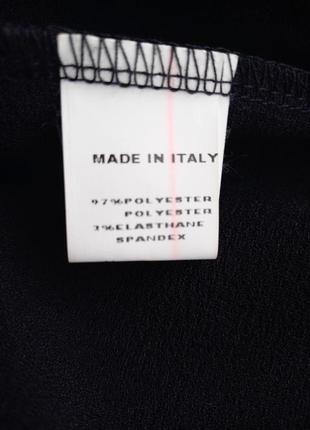 MADE IN ITALY
97%POLYESTER
POLYESTER
3%ELASTHANE
SPANDEX